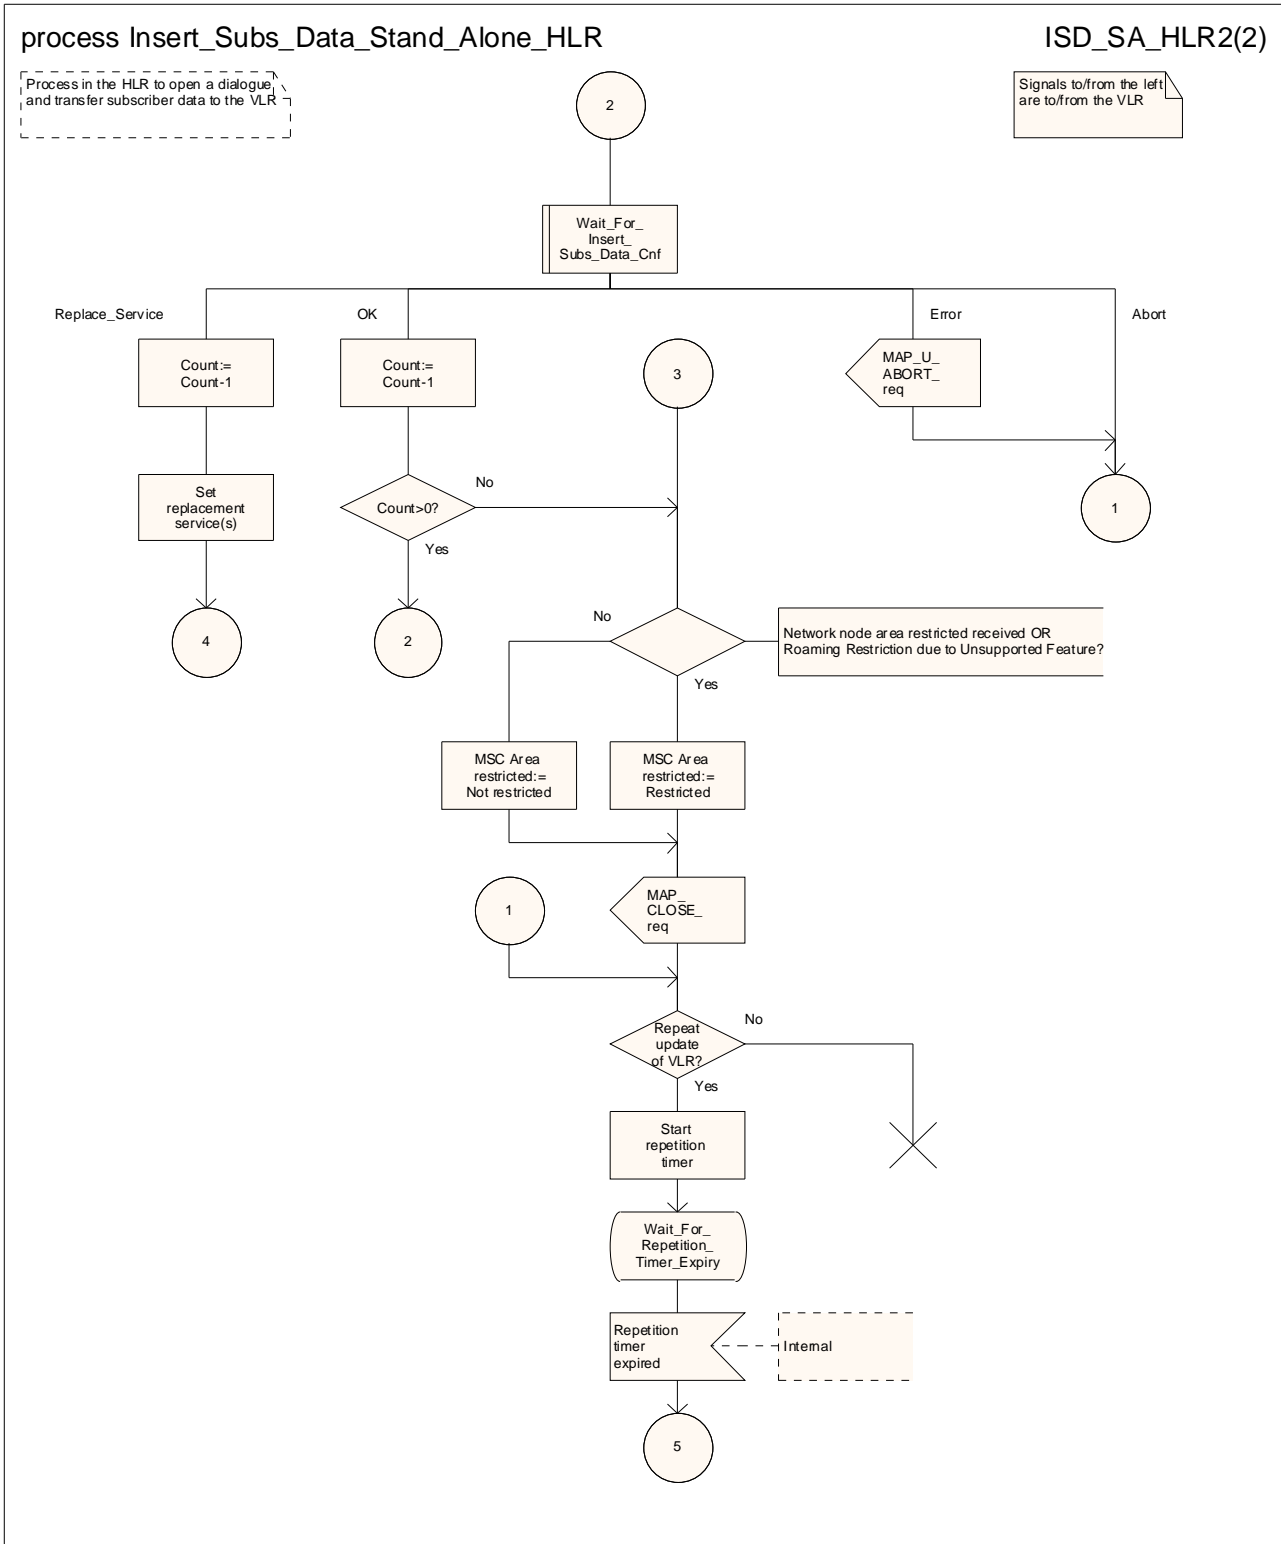 process Insert_Subs_Data_Stand_Alone_HLR
ISD_SA_HLR2(2)
Process in the HLR to open a dialogue
and transfer subscriber data to the VLR
2
Signals to/from the left
are to/from the VLR
Wait_For_
Insert_
Subs_Data_Cnf
Replace_Service
OK
Error
Abort
Count:=
Count-1
Count:=
Count-1
3
MAP_U_
ABORT_
req
Set
replacement
service(s)
Count>0?
No
Yes
1
4
2
No
Yes
Network node area restricted received OR
Roaming Restriction due to Unsupported Feature?
MSC Area
restricted:=
Not restricted
MSC Area
restricted:=
Restricted
1
MAP_
CLOSE_
req
Repeat
update
of VLR?
No
Yes
Start
repetition
timer
Wait_For_
Repetition_
Timer_Expiry
Repetition
timer
expired
Internal
5